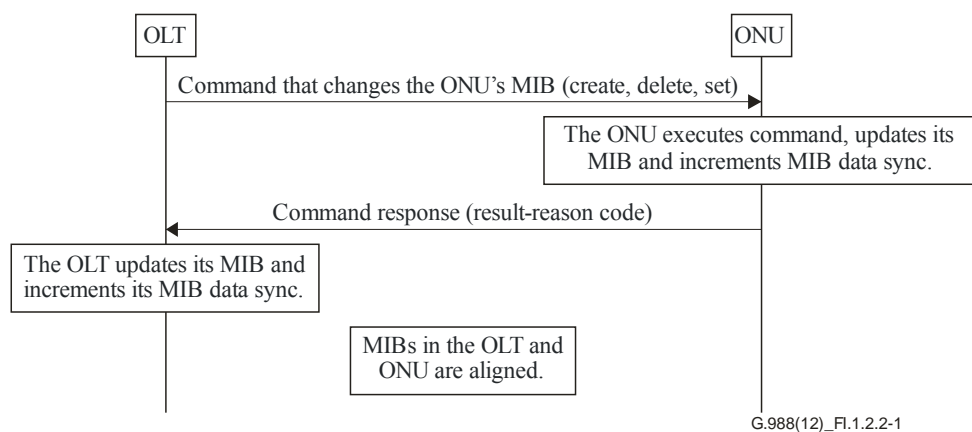 OLT
ONU
Command that changes the ONU's MIB (create, delete, set)
The ONU executes command, updates its
MIB and increments MIB data sync.
Command response (result-reason code)
The OLT updates its MIB and
increments its MIB data sync.
MIBs in the OLT and
ONU are aligned.
G.988(12)_FI.1.2.2-1